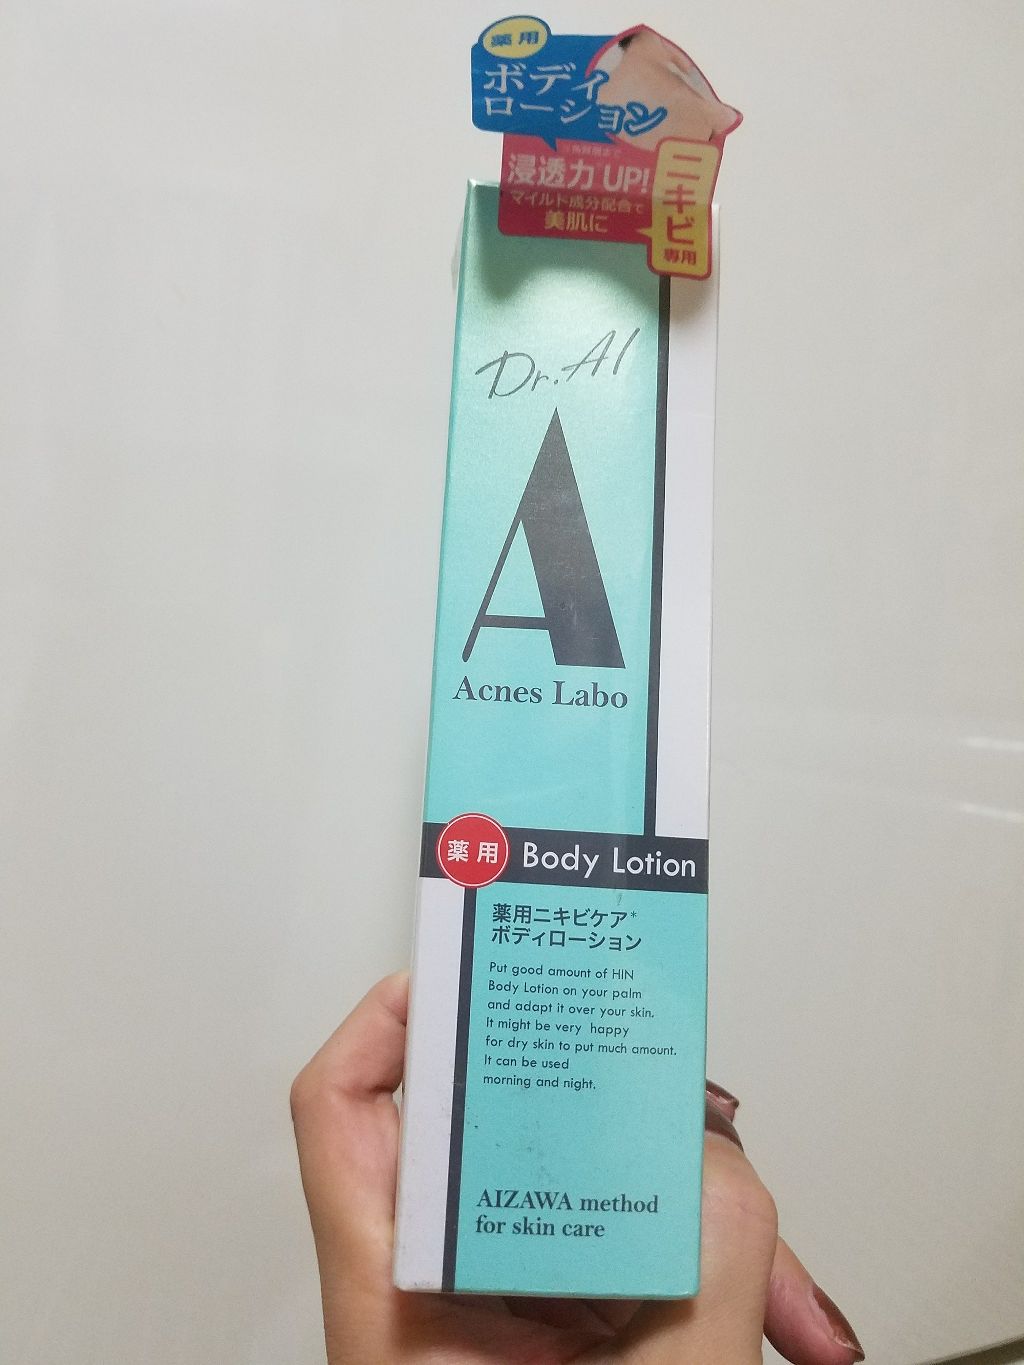 薬用
ボディ
ローション
浸透力UP!
マイルド成分配合で
美肌に
ニキビ
専用
Dr.AI
A
Acnes Labo
薬用 Body Lotion
薬用ニキビケア*
ボディローション
Put good amount of HIN
Body Lotion on your palm
and adapt it over your skin.
It might be very happy
for dry skin to put much amount.
It can be used
morning and night.
AIZAWA method
for skin care